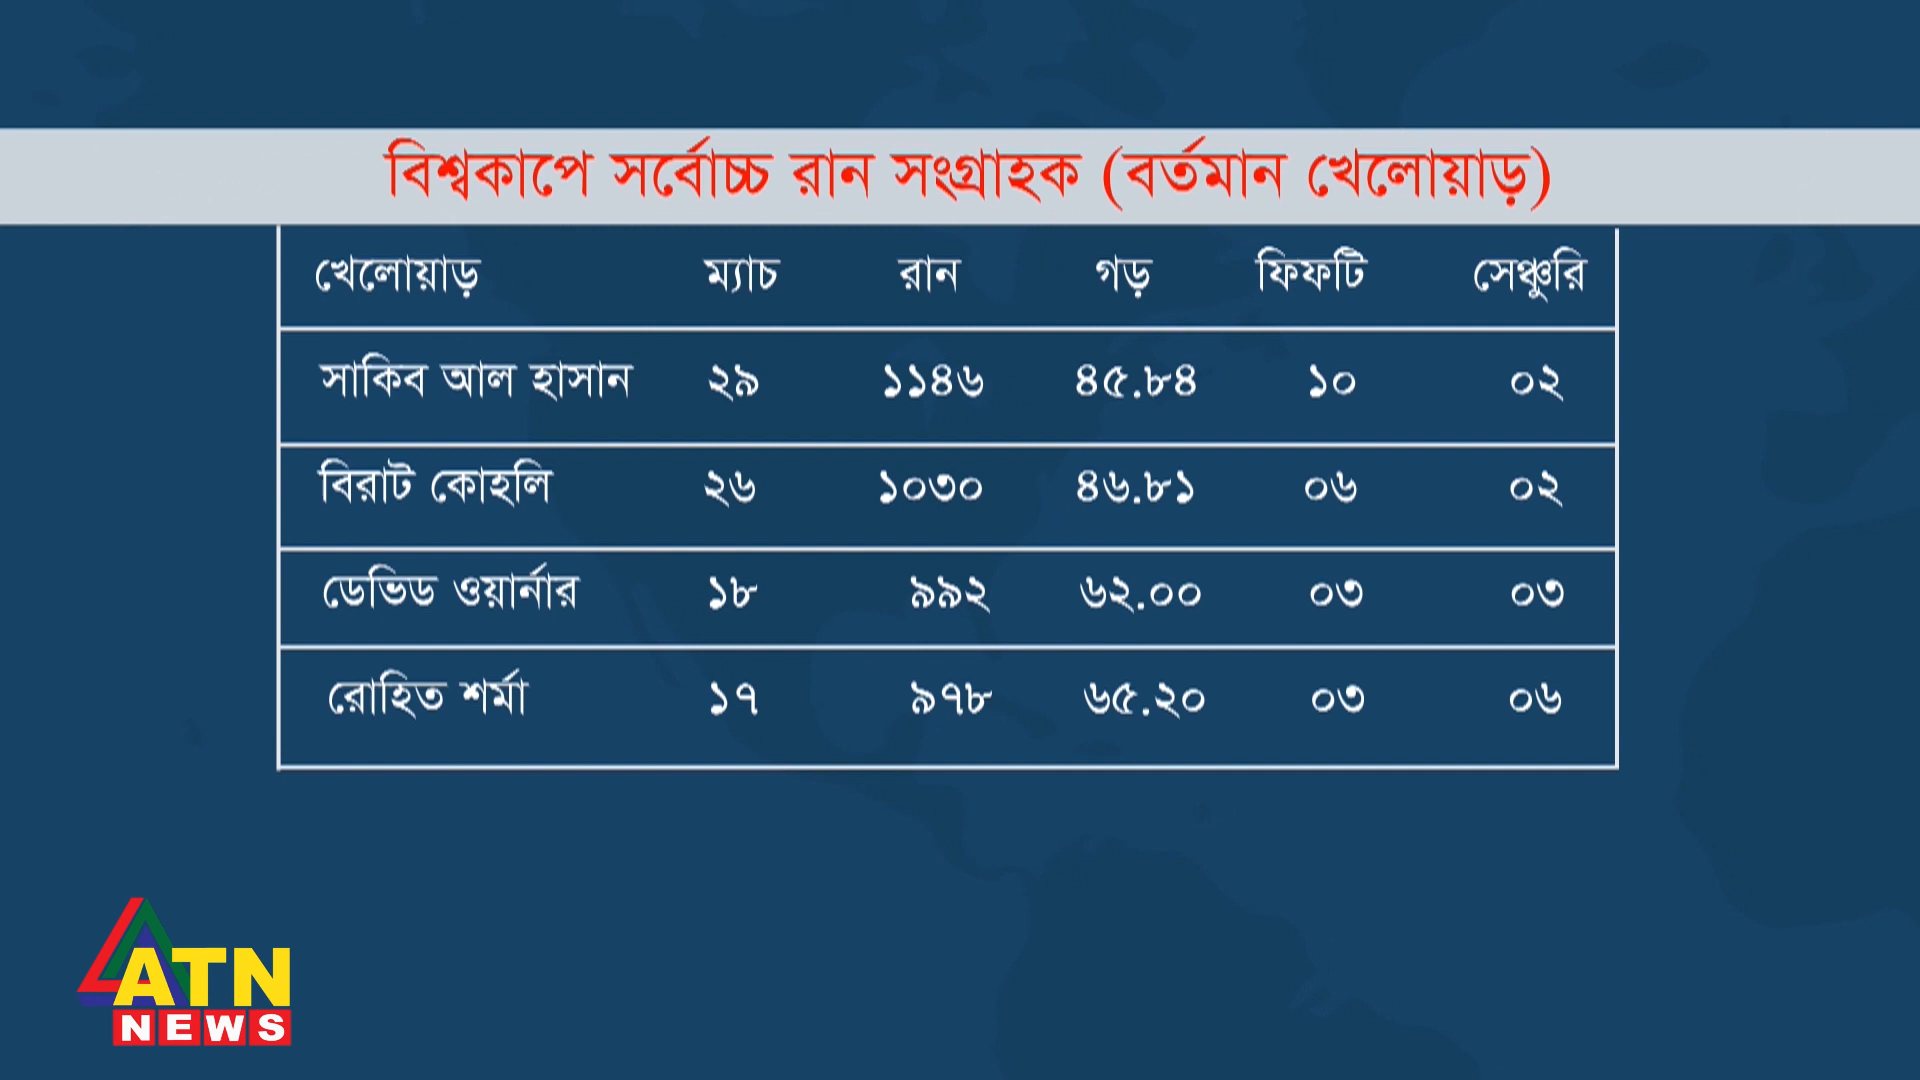 বিশ্বকাপে সর্বোচ্চ রান সংগ্রাহক (বর্তমান খেলোয়াড়)
খেলোয়াড় ম্যাচ রান গড় ফিফটি সেঞ্চুরি
সাকিব আল হাসান ২৯ ১১৪৬ ৪৫.৮৪ ১০ ০২
বিরাট কোহলি ২৬ ১০৩০ ৪৬.৮১ ০৬ ০২
ডেভিড ওয়ার্নার ১৮ ৯৯২ ৬২.০০ ০৩ ০৩
রোহিত শর্মা ১৭ ৯৭৮ ৬৫.২০ ০৩ ০৬
ATN
NEWS